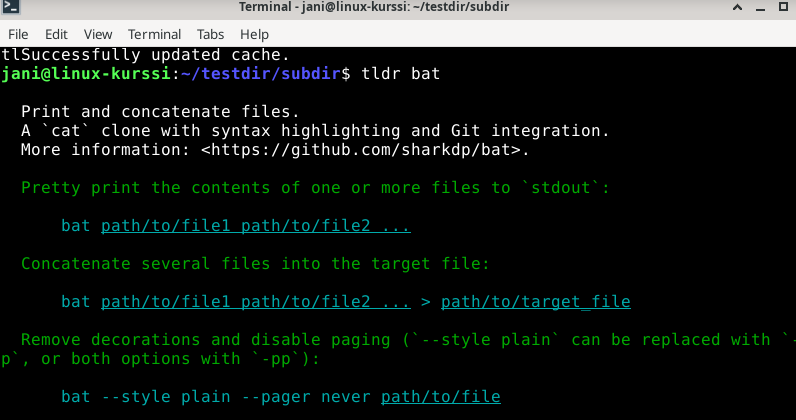 Terminal - jani@linux-kurssi: ~/testdir/subdir
File Edit View Terminal Tabs Help
tlSuccessfully updated cache.
jani@linux-kurssi:~/testdir/subdir$ tldr bat
Print and concatenate files.
A `cat` clone with syntax highlighting and Git integration.
More information: <https://github.com/sharkdp/bat>.
Pretty print the contents of one or more files to `stdout`:
bat path/to/file1 path/to/file2 ...
Concatenate several files into the target file:
bat path/to/file1 path/to/file2 ... > path/to/target_file
Remove decorations and disable paging (`--style plain` can be replaced with `-
p`, or both options with `-pp`):
bat --style plain --pager never path/to/file